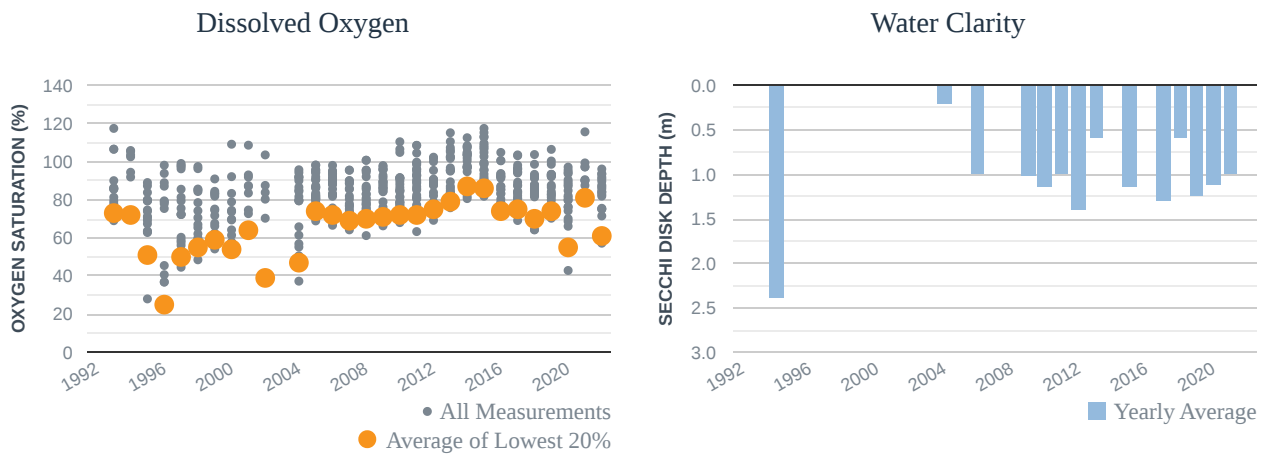 Dissolved Oxygen
OXYGEN SATURATION (%)
140
120
100
80
60
40
20
0
1992 1996 2000 2004 2008 2012 2016 2020
All Measurements
Average of Lowest 20%
Water Clarity
SECCHI DISK DEPTH (m)
0.0
0.5
1.0
1.5
2.0
2.5
3.0
1992 1996 2000 2004 2008 2012 2016 2020
Yearly Average